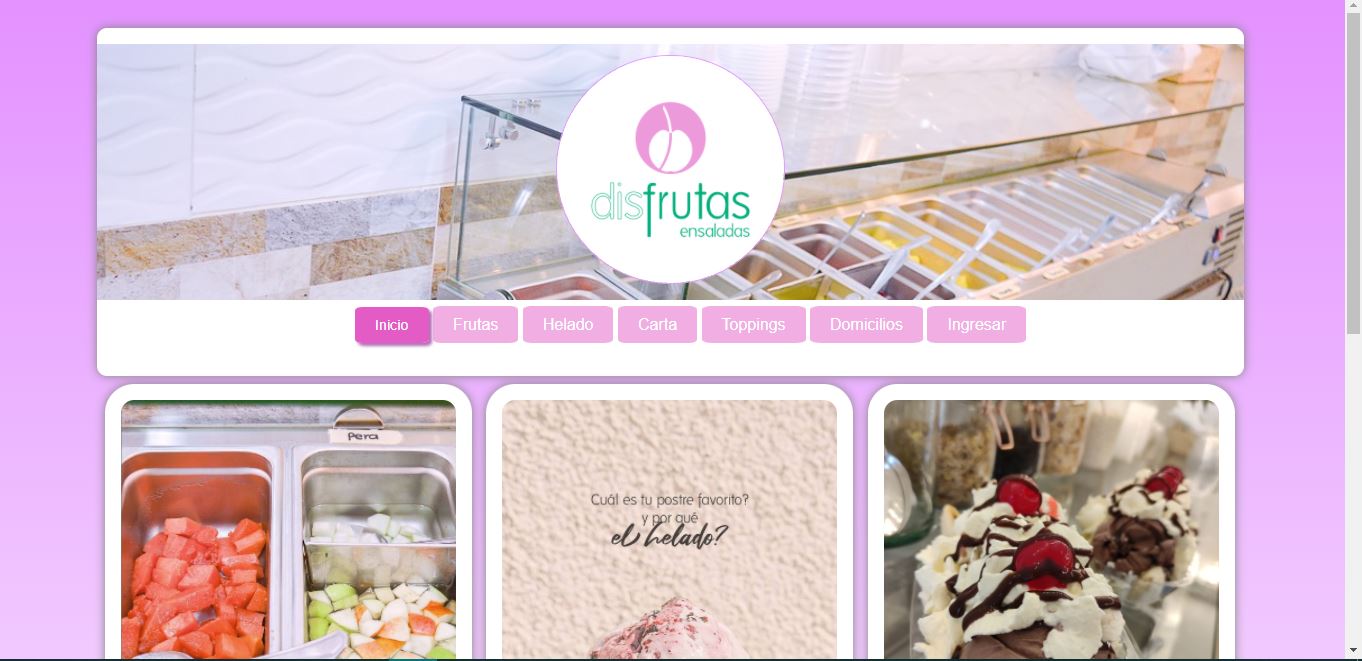 disfrutas
ensaladas
Inicio
Frutas
Helado
Carta
Toppings
Domicilios
Ingresar
Pera
Cuál es tu postre favorito?
y por qué
el helado?